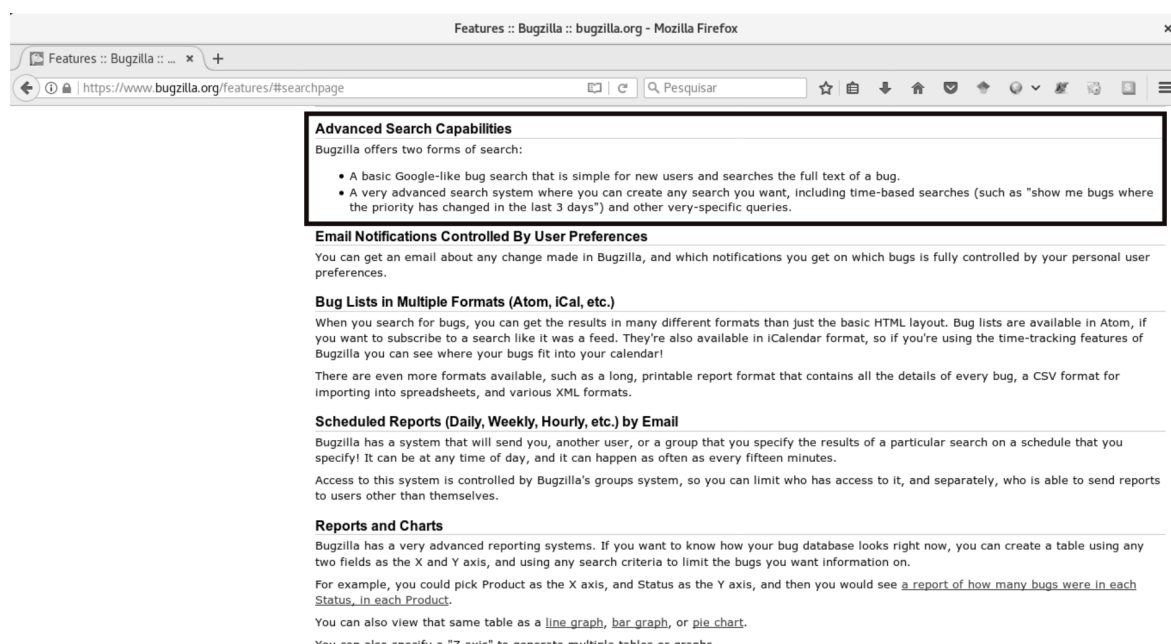 Features :: Bugzilla :: bugzilla.org - Mozilla Firefox
Features :: Bugzilla :: ...
https://www.bugzilla.org/features/#searchpage
Pesquisar
Advanced Search Capabilities
Bugzilla offers two forms of search:
• A basic Google-like bug search that is simple for new users and searches the full text of a bug.
• A very advanced search system where you can create any search you want, including time-based searches (such as "show me bugs where
the priority has changed in the last 3 days") and other very-specific queries.
Email Notifications Controlled By User Preferences
You can get an email about any change made in Bugzilla, and which notifications you get on which bugs is fully controlled by your personal user
preferences.
Bug Lists in Multiple Formats (Atom, iCal, etc.)
When you search for bugs, you can get the results in many different formats than just the basic HTML layout. Bug lists are available in Atom, if
you want to subscribe to a search like it was a feed. They're also available in iCalendar format, so if you're using the time-tracking features of
Bugzilla you can see where your bugs fit into your calendar!
There are even more formats available, such as a long, printable report format that contains all the details of every bug, a CSV format for
importing into spreadsheets, and various XML formats.
Scheduled Reports (Daily, Weekly, Hourly, etc.) by Email
Bugzilla has a system that will send you, another user, or a group that you specify the results of a particular search on a schedule that you
specify! It can be at any time of day, and it can happen as often as every fifteen minutes.
Access to this system is controlled by Bugzilla's groups system, so you can limit who has access to it, and separately, who is able to send reports
to users other than themselves.
Reports and Charts
Bugzilla has a very advanced reporting systems. If you want to know how your bug database looks right now, you can create a table using any
two fields as the X and Y axis, and using any search criteria to limit the bugs you want information on.
For example, you could pick Product as the X axis, and Status as the Y axis, and then you would see a report of how many bugs were in each
Status, in each Product.
You can also view that same table as a line graph, bar graph, or pie chart.
You can also specify a "Z axis" to generate multiple tables or graphs.